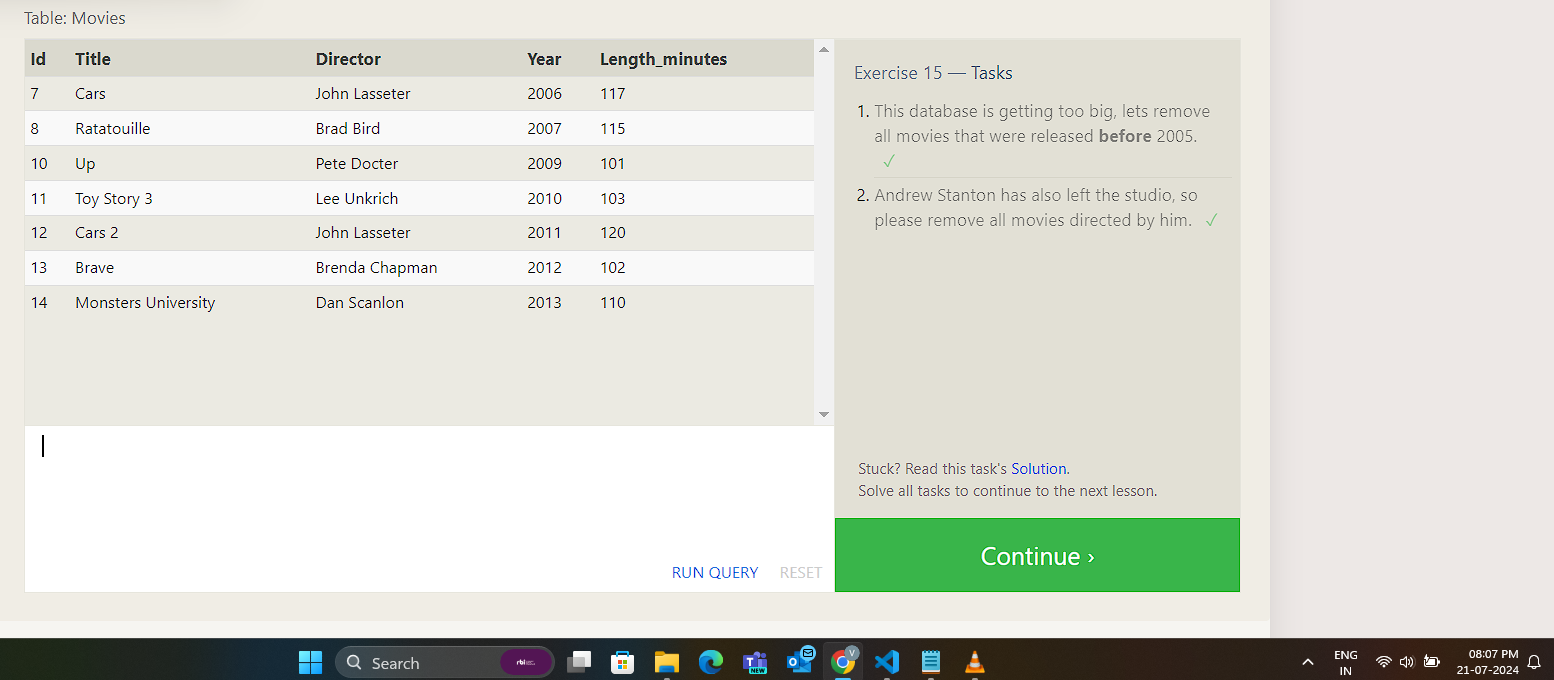 Table: Movies
Id Title Director Year Length_minutes
7 Cars John Lasseter 2006 117
8 Ratatouille Brad Bird 2007 115
10 Up Pete Docter 2009 101
11 Toy Story 3 Lee Unkrich 2010 103
12 Cars 2 John Lasseter 2011 120
13 Brave Brenda Chapman 2012 102
14 Monsters University Dan Scanlon 2013 110
RUN QUERY RESET
Exercise 15 — Tasks
1. This database is getting too big, lets remove
all movies that were released before 2005.
✓
2. Andrew Stanton has also left the studio, so
please remove all movies directed by him. ✓
Stuck? Read this task's Solution.
Solve all tasks to continue to the next lesson.
Continue ›
Search
rbi
NEW
V
ENG
IN
08:07 PM
21-07-2024